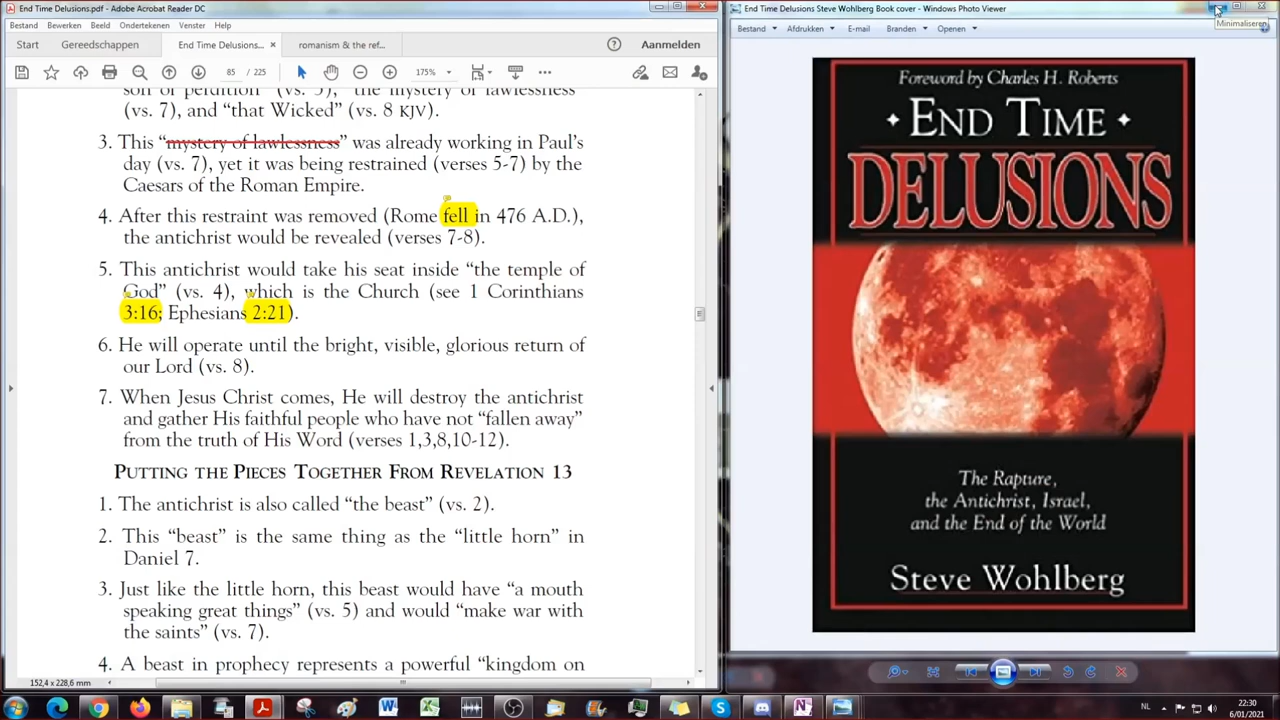 End Time Delusions.pdf - Adobe Acrobat Reader DC
Bestand Bewerken Beeld Ondertekenen Venster Help
Start Gereedschappen End Time Delusions... × romanism & the ref... Aanmelden
85 / 225 175%
son of perdition” (vs. 3), “the mystery of lawlessness”
(vs. 7), and “that Wicked” (vs. 8 KJV).
3. This “mystery of lawlessness” was already working in Paul's
day (vs. 7), yet it was being restrained (verses 5-7) by the
Caesars of the Roman Empire.
4. After this restraint was removed (Rome fell in 476 A.D.),
the antichrist would be revealed (verses 7-8).
5. This antichrist would take his seat inside “the temple of
God” (vs. 4), which is the Church (see 1 Corinthians
3:16; Ephesians 2:21).
6. He will operate until the bright, visible, glorious return of
our Lord (vs. 8).
7. When Jesus Christ comes, He will destroy the antichrist
and gather His faithful people who have not “fallen away”
from the truth of His Word (verses 1,3,8,10-12).
PUTTING THE PIECES TOGETHER FROM REVELATION 13
1. The antichrist is also called “the beast” (vs. 2).
2. This “beast” is the same thing as the “little horn” in
Daniel 7.
3. Just like the little horn, this beast would have “a mouth
speaking great things” (vs. 5) and would “make war with
the saints” (vs. 7).
4. A beast in prophecy represents a powerful “kingdom on
152,4 x 228,6 mm
End Time Delusions Steve Wohlberg Book cover - Windows Photo Viewer
Minimaliseren
Bestand Afdrukken E-mail Branden Openen
Foreword by Charles H. Roberts
END TIME
DELUSIONS
The Rapture,
the Antichrist, Israel,
and the End of the World
Steve Wohlberg
NL
22:30
6/01/2021